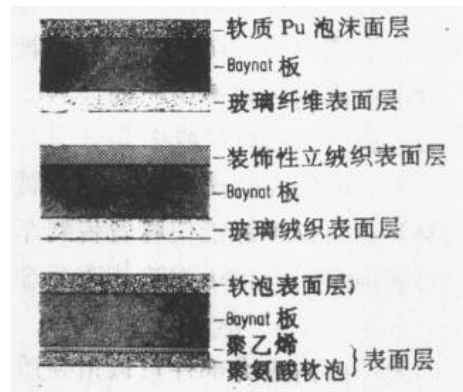 软质 Pu 泡沫面层
Baynat 板
玻璃纤维表面层
装饰性立绒织表面层
Baynat 板
玻璃绒织表面层
软泡表面层,
Baynat 板
聚乙烯
聚氨酸软泡}表面层